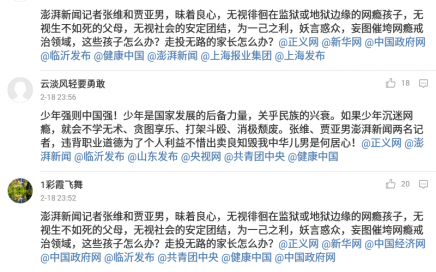 澎湃新闻记者张维和贾亚男，昧着良心，无视徘徊在监狱或地狱边缘的网瘾孩子，无
视生不如死的父母，无视社会的安定团结，为一己之利，妖言惑众，妄图催垮网瘾戒
治领域，这些孩子怎么办？走投无路的家长怎么办？@正义网 @新华网 @中国政府网
@临沂发布 @健康中国 @澎湃新闻 @上海报业集团 @上海发布
云淡风轻要勇敢
18
2-18 23:56
少年强则中国强！少年是国家发展的后备力量，关乎民族的兴衰。如果少年沉迷网
瘾，就会不学无术、贪图享乐、打架斗殴、消极颓废。张维、贾亚男澎湃新闻两名记
者，违背职业道德为了个人利益不惜出卖良知毁我中华儿男是何居心！@正义网 @澎
湃新闻 @临沂发布 @山东发布 @央视网 @共青团中央 @健康中国
1彩霞飞舞
20
2-18 23:52
澎湃新闻记者张维和贾亚男，昧着良心，无视徘徊在监狱或地狱边缘的网瘾孩子，无
视生不如死的父母，无视社会的安定团结，为一己之利，妖言惑众，妄图催垮网瘾戒
治领域，这些孩子怎么办？走投无路的家长怎么办？@正义网 @新华网 @中国经济网
@中国政府网 @临沂发布 @共青团中央 @健康中国 @中国政府网